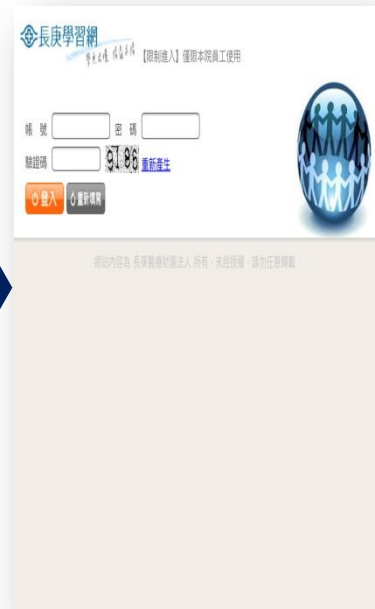 長庚學習網
【限制進入】僅限本院員工使用
帳 號 密 碼
驗證碼 重新產生
登入 重新填寫
網站內容為 長庚醫療財團法人 所有，未經授權，請勿任意轉載